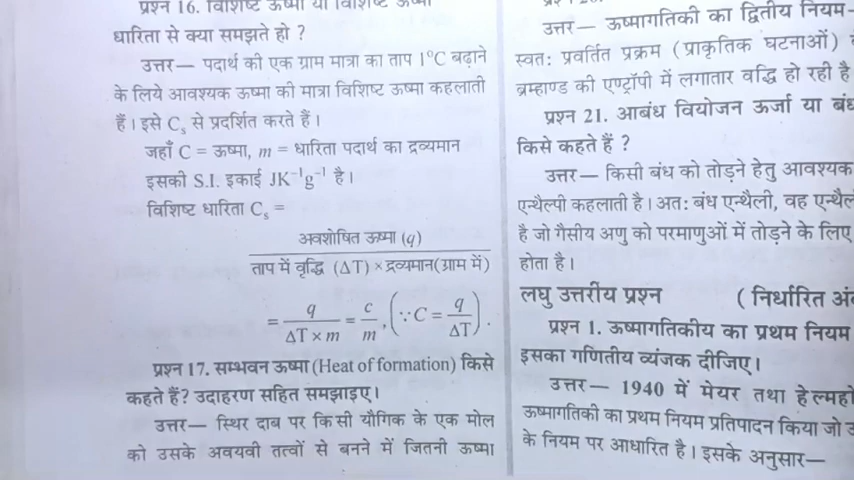 प्रश्न 16. विशिष्ट ऊष्मा या विशिष्ट ऊष्मा
धारिता से क्या समझते हो ?
उत्तर— पदार्थ की एक ग्राम मात्रा का ताप 1°C बढ़ाने
के लिये आवश्यक ऊष्मा की मात्रा विशिष्ट ऊष्मा कहलाती
हैं। इसे Cₛ से प्रदर्शित करते हैं।
जहाँ C = ऊष्मा, m = धारिता पदार्थ का द्रव्यमान
इसकी S.I. इकाई JK⁻¹g⁻¹ है।
विशिष्ट धारिता Cₛ =
अवशोषित ऊष्मा (q)
ताप में वृद्धि (ΔT) × द्रव्यमान(ग्राम में)
= q / ΔT × m = c / m, (∵ C = q / ΔT).
प्रश्न 17. सम्भवन ऊष्मा (Heat of formation) किसे
कहते हैं? उदाहरण सहित समझाइए।
उत्तर— स्थिर दाब पर किसी यौगिक के एक मोल
को उसके अवयवी तत्वों से बनने में जितनी ऊष्मा
उत्तर— ऊष्मागतिकी का द्वितीय नियम—
स्वत: प्रवर्तित प्रक्रम (प्राकृतिक घटनाओं)
ब्रम्हाण्ड की एण्ट्रॉपी में लगातार वृद्धि हो रही है
प्रश्न 21. आबंध वियोजन ऊर्जा या
किसे कहते हैं ?
उत्तर— किसी बंध को तोड़ने हेतु आवश्यक
एन्थैल्पी कहलाती है। अत: बंध एन्थैली, वह
है जो गैसीय अणु को परमाणुओं में तोड़ने के लिए
होता है।
लघु उत्तरीय प्रश्न (निर्धारित
प्रश्न 1. ऊष्मागतिकीय का प्रथम नियम
इसका गणितीय व्यंजक दीजिए।
उत्तर— 1940 में मेयर तथा
ऊष्मागतिकी का प्रथम नियम प्रतिपादन किया जो
के नियम पर आधारित है। इसके अनुसार—